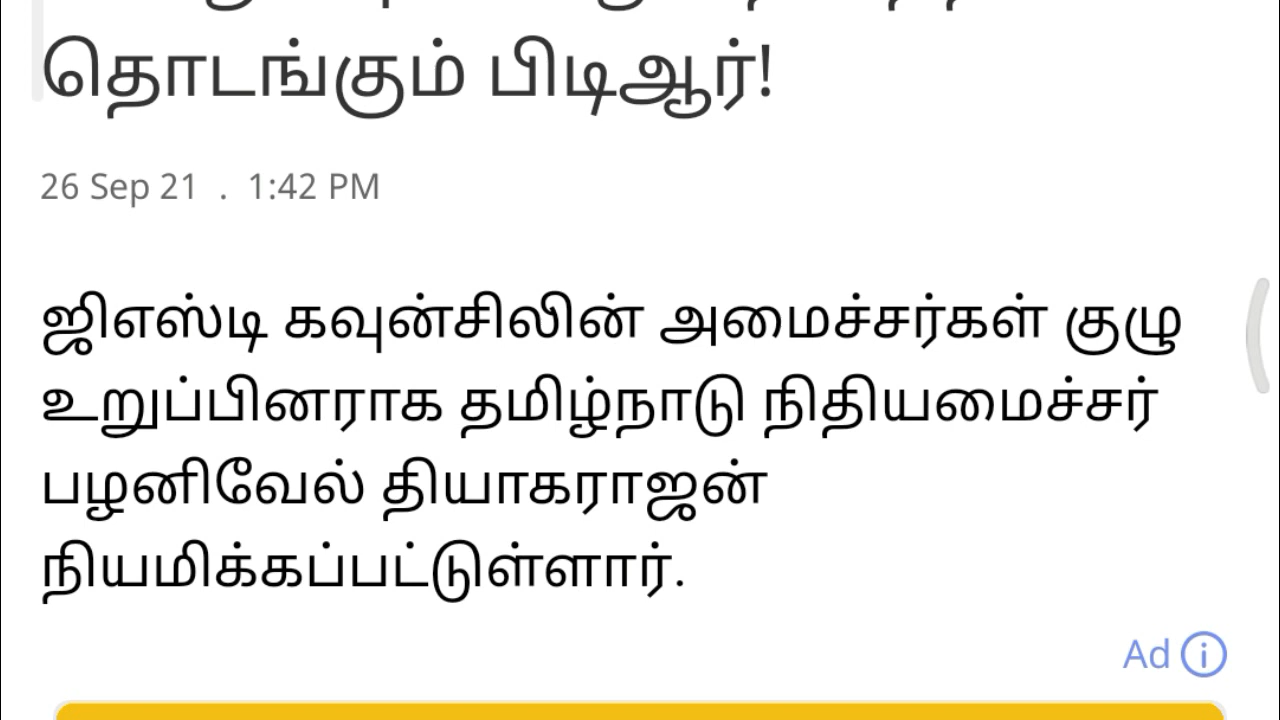 தொடங்கும் பிடிஆர்!
26 Sep 21 . 1:42 PM
ஜிஎஸ்டி கவுன்சிலின் அமைச்சர்கள் குழு
உறுப்பினராக தமிழ்நாடு நிதியமைச்சர்
பழனிவேல் தியாகராஜன்
நியமிக்கப்பட்டுள்ளார்.
Ad